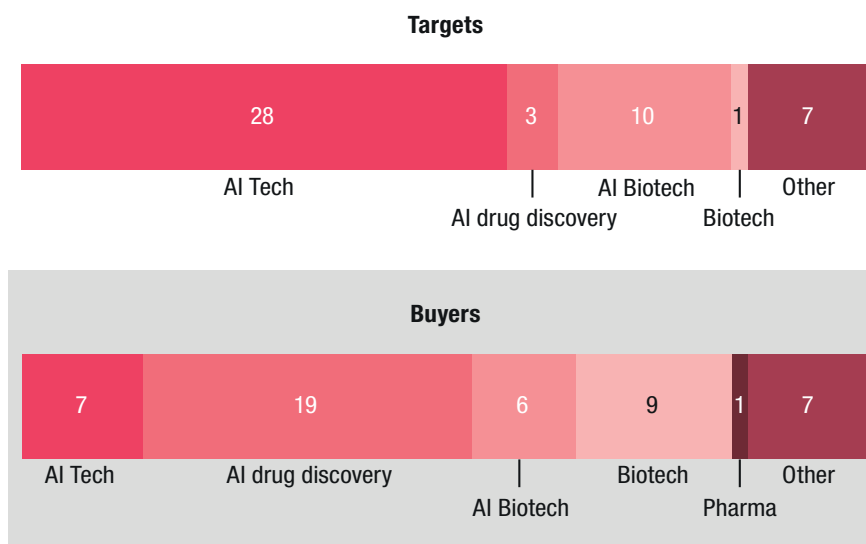 Targets
28 3 10 1 7
AI Tech AI Biotech Other
AI drug discovery Biotech
Buyers
7 19 6 9 1 7
AI Tech AI drug discovery Biotech Other
AI Biotech Pharma